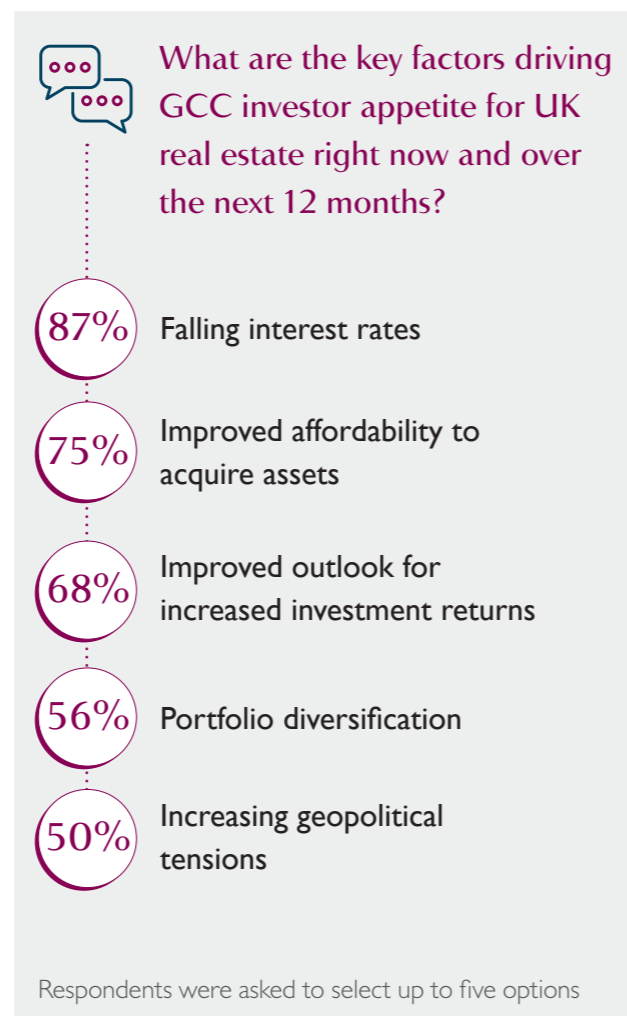 What are the key factors driving
GCC investor appetite for UK
real estate right now and over
the next 12 months?
87% Falling interest rates
75% Improved affordability to
acquire assets
68% Improved outlook for
increased investment returns
56% Portfolio diversification
50% Increasing geopolitical
tensions
Respondents were asked to select up to five options